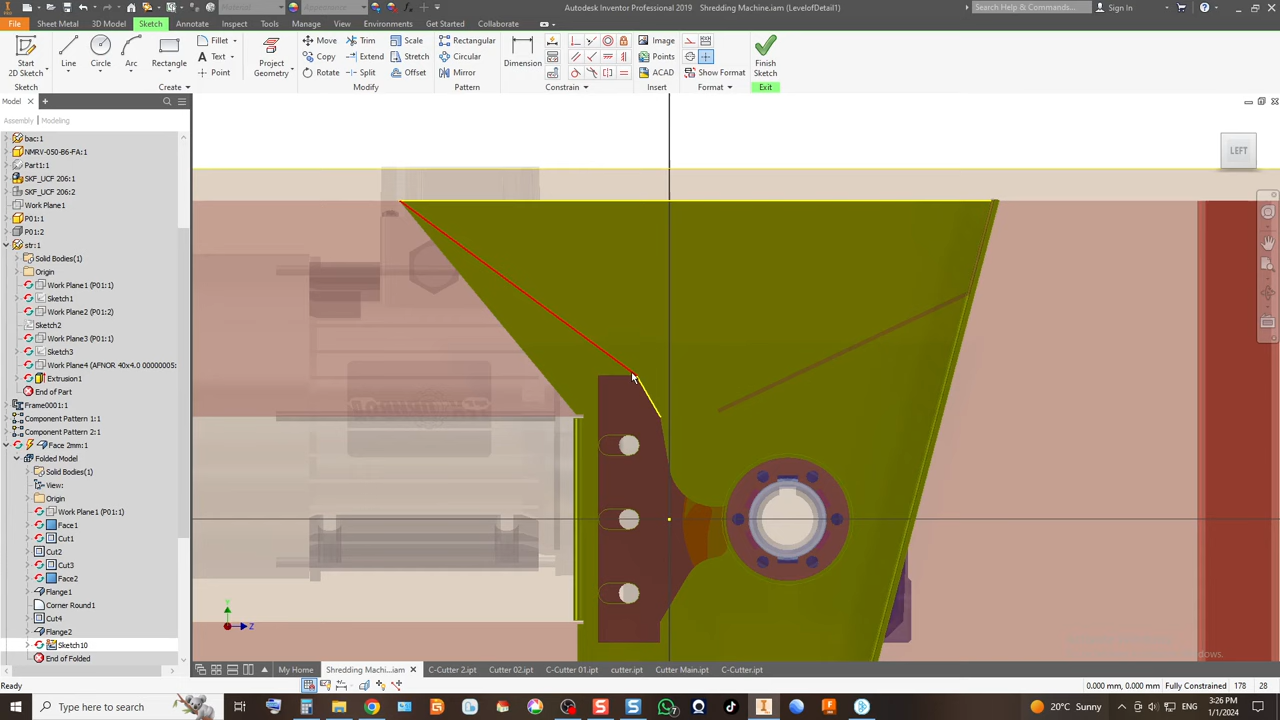 Autodesk Inventor Professional 2019 Shredding Machine.iam (LevelofDetail1)
Search Help & Commands...
Sign In
Material
Appearance
File
Sheet Metal
3D Model
Sketch
Annotate
Inspect
Tools
Manage
View
Environments
Get Started
Collaborate
Start
2D Sketch
Line
Circle
Arc
Rectangle
Fillet
Text
Point
Project
Geometry
Move
Copy
Rotate
Trim
Extend
Split
Scale
Stretch
Offset
Rectangular
Circular
Mirror
Dimension
Image
Points
ACAD
Show Format
Finish
Sketch
Sketch
Create
Modify
Pattern
Constrain
Insert
Format
Exit
Model
Assembly
Modeling
bac:1
NMRV-050-B6-FA:1
Part1:1
SKF_UCF 206:1
SKF_UCF 206:2
Work Plane1
P01:1
P01:2
str:1
Solid Bodies(1)
Origin
Work Plane1 (P01:1)
Sketch1
Work Plane2 (P01:2)
Sketch2
Work Plane3 (P01:1)
Sketch3
Work Plane4 (AFNOR 40x4.0 00000005:
Extrusion1
End of Part
Frame0001:1
Component Pattern 1:1
Component Pattern 2:1
Face 2mm:1
Folded Model
Solid Bodies(1)
View:
Origin
Work Plane1 (P01:1)
Face1
Cut1
Cut2
Cut3
Face2
Flange1
Corner Round1
Cut4
Flange2
Sketch10
End of Folded
LEFT
Y
Z
My Home
Shredding Machi...iam
C-Cutter 2.ipt
Cutter 02.ipt
C-Cutter 01.ipt
cutter.ipt
Cutter Main.ipt
C-Cutter.ipt
Ready
0.000 mm, 0.000 mm
Fully Constrained
178
28
Type here to search
20°C Sunny
3:26 PM
1/1/2024